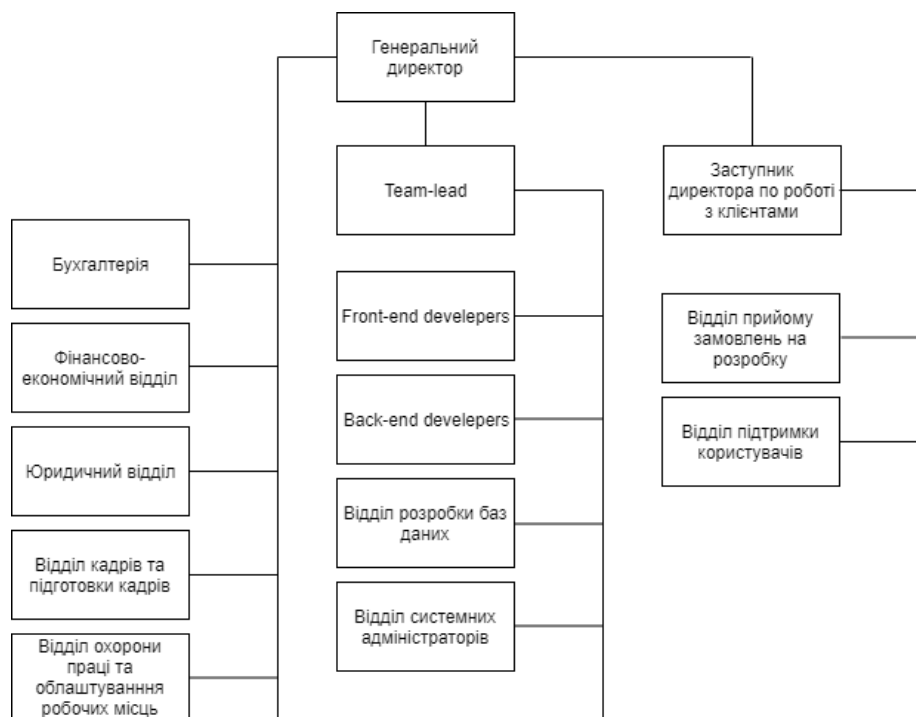 Генеральний
директор
Team-lead
Заступник
директора по роботі
з клієнтами
Бухгалтерія
Фінансово-
економічний відділ
Юридичний відділ
Відділ кадрів та
підготовки кадрів
Відділ охорони
праці та
облаштуванння
робочих місць
Front-end develepers
Back-end develepers
Відділ розробки баз
даних
Відділ системних
адміністраторів
Відділ прийому
замовлень на
розробку
Відділ підтримки
користувачів